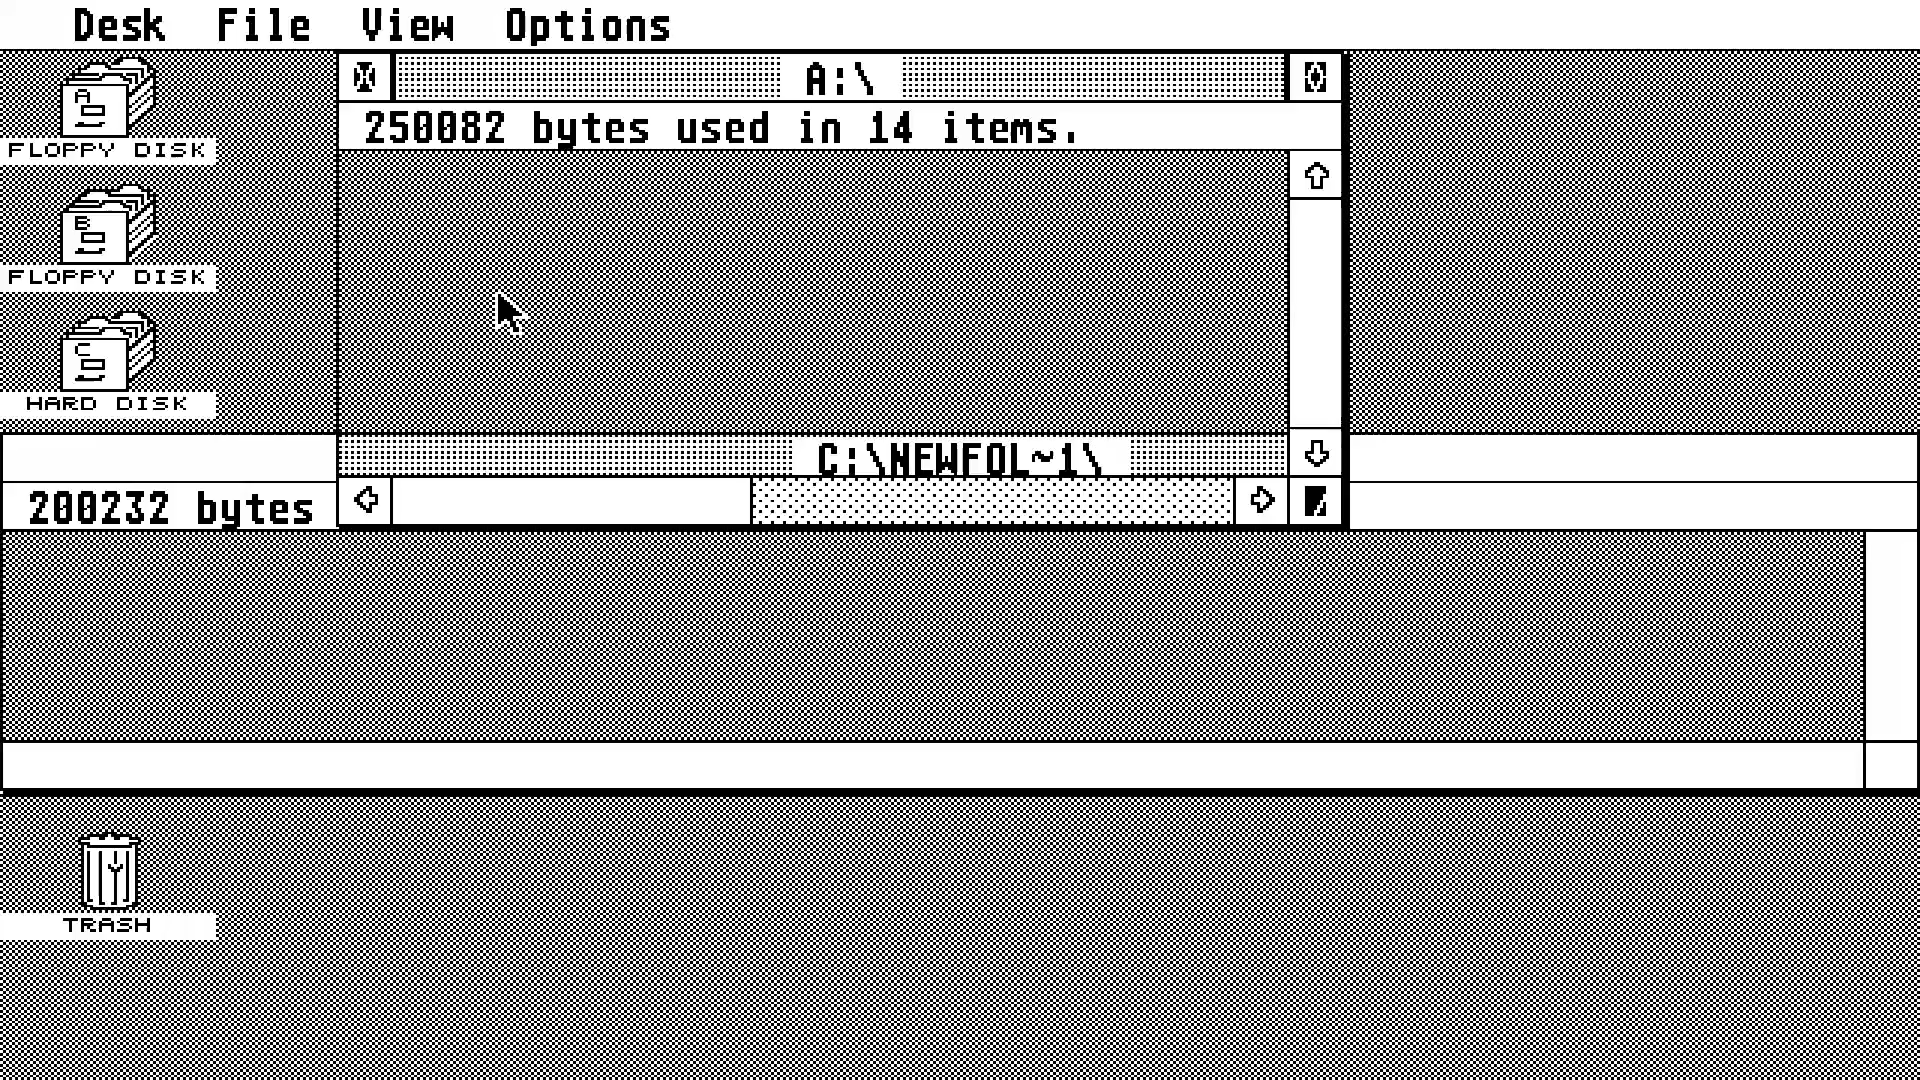 Desk File View Options
A:\
250082 bytes used in 14 items.
A
FLOPPY DISK
B
FLOPPY DISK
C
HARD DISK
C:\NEWFOL~1\
200232 bytes
TRASH